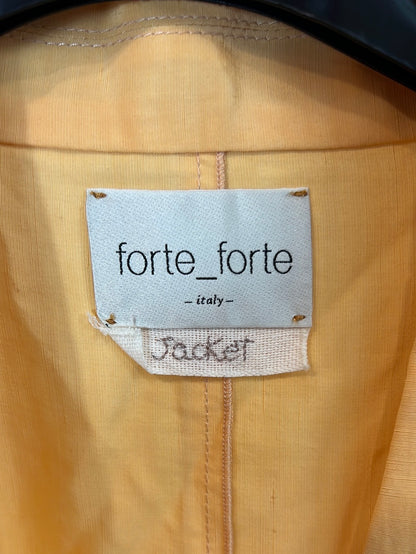 forte_forte
– italy –
Jacket